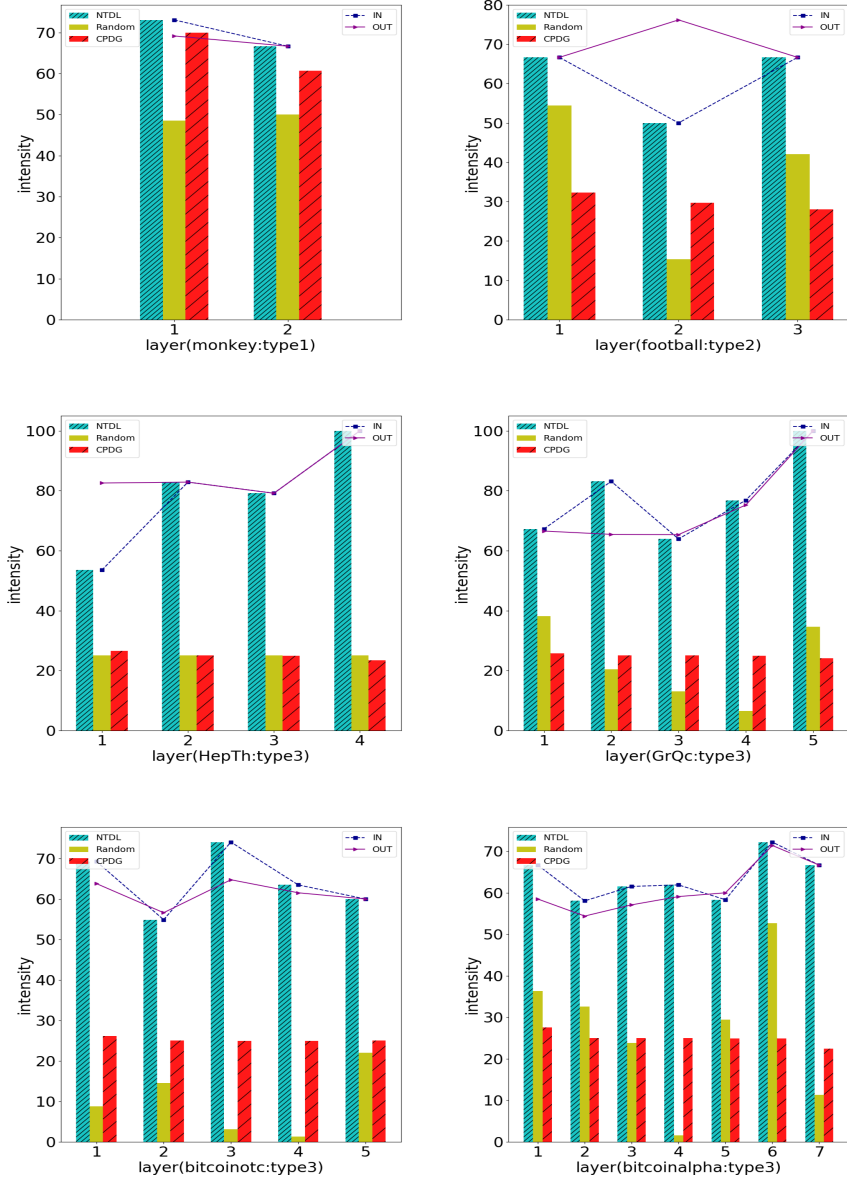 NTDL
Random
CPDG
IN
OUT
70
60
50
40
30
20
10
0
intensity
1 2
layer(monkey:type1)
NTDL
Random
CPDG
IN
OUT
80
70
60
50
40
30
20
10
0
intensity
1 2 3
layer(football:type2)
NTDL
Random
CPDG
IN
OUT
100
80
60
40
20
0
intensity
1 2 3 4
layer(HepTh:type3)
NTDL
Random
CPDG
IN
OUT
100
80
60
40
20
0
intensity
1 2 3 4 5
layer(GrQc:type3)
NTDL
Random
CPDG
IN
OUT
70
60
50
40
30
20
10
0
intensity
1 2 3 4 5
layer(bitcoinotc:type3)
NTDL
Random
CPDG
IN
OUT
70
60
50
40
30
20
10
0
intensity
1 2 3 4 5 6 7
layer(bitcoinalpha:type3)